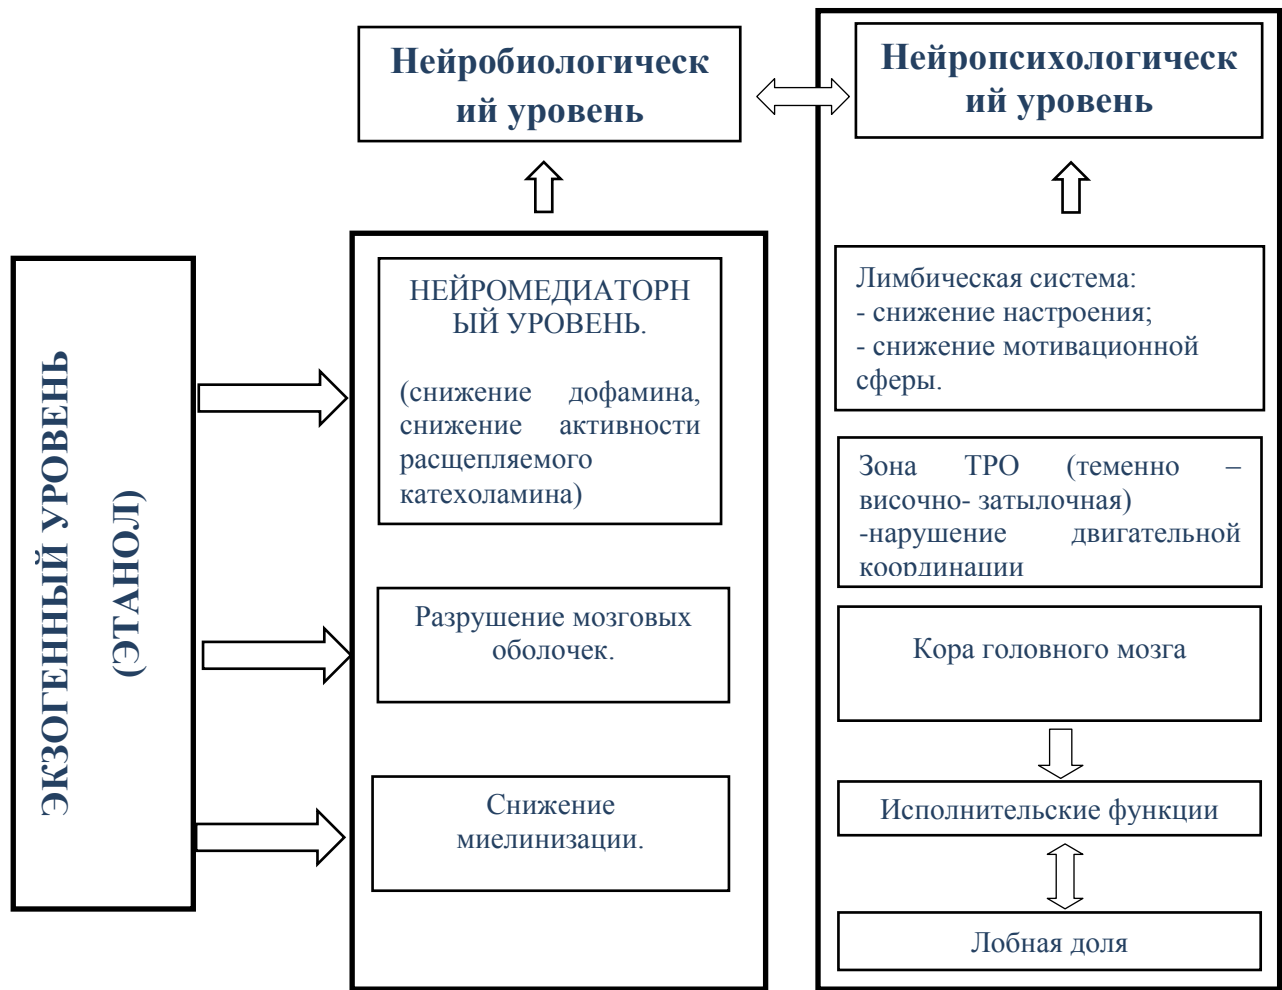 Нейробиологическ
ий уровень
Нейропсихологическ
ий уровень
ЭКЗОГЕННЫЙ УРОВЕНЬ
(ЭТАНОЛ)
НЕЙРОМЕДИАТОРН
ЫЙ УРОВЕНЬ.
(снижение дофамина,
снижение активности
расщепляемого
катехоламина)
Разрушение мозговых
оболочек.
Снижение
миелинизации.
Лимбическая система:
- снижение настроения;
- снижение мотивационной
сферы.
Зона ТРО (теменно –
височно- затылочная)
-нарушение двигательной
координации
Кора головного мозга
Исполнительские функции
Лобная доля